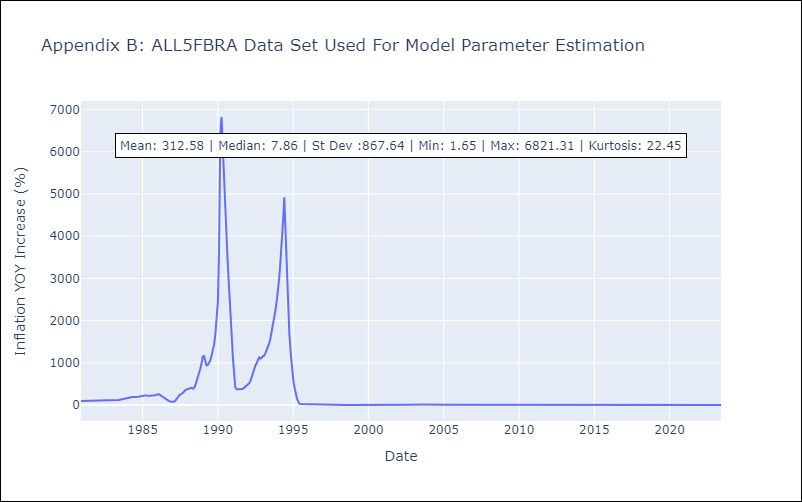 Appendix B: ALL5FBRA Data Set Used For Model Parameter Estimation
7000
Mean: 312.58 | Median: 7.86 | St Dev :867.64 | Min: 1.65 | Max: 6821.31 | Kurtosis: 22.45
6000
5000
4000
3000
2000
1000
0
Inflation YOY Increase (%)
1985 1990 1995 2000 2005 2010 2015 2020
Date